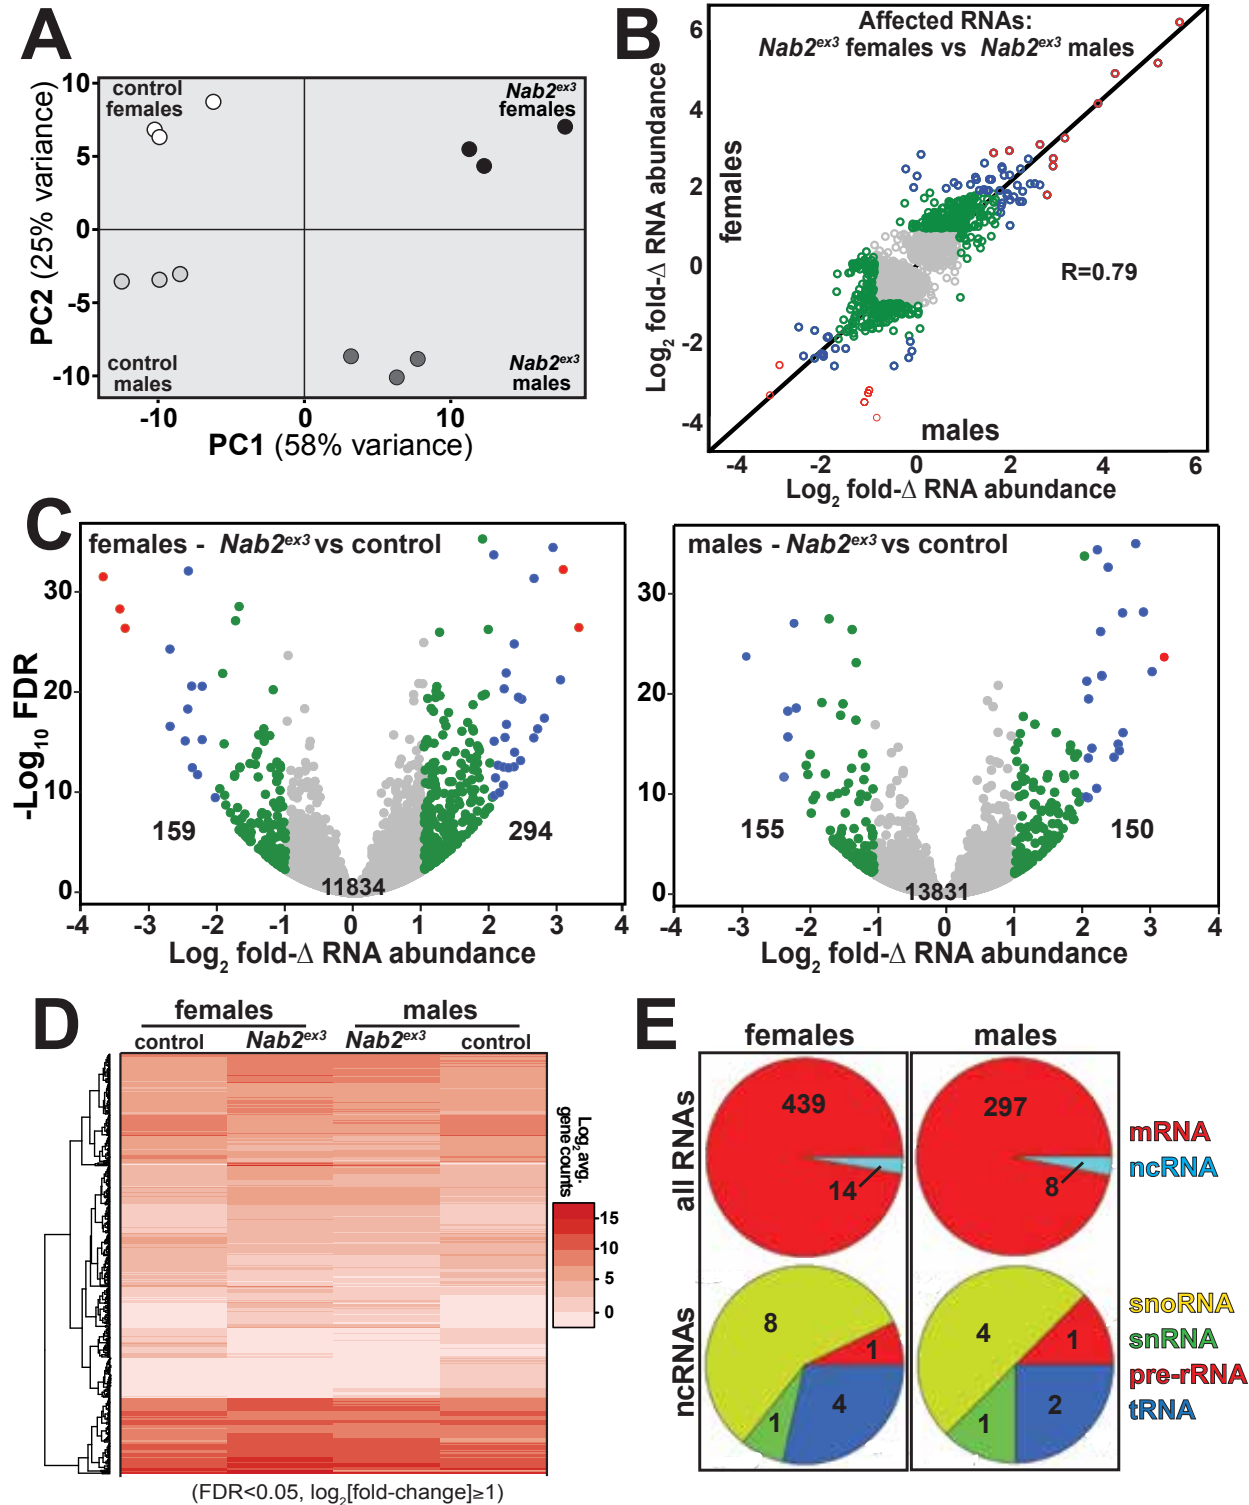 A
10
5
0
-5
-10
PC2 (25% variance)
control
females
Nab2ex3
females
control
males
Nab2ex3
males
-10
0
10
PC1 (58% variance)
B
Affected RNAs:
Nab2ex3 females vs Nab2ex3 males
6
4
2
0
-2
-4
Log2 fold-Δ RNA abundance
females
R=0.79
males
-4
-2
0
2
4
6
Log2 fold-Δ RNA abundance
C
females - Nab2ex3 vs control
30
20
10
0
-Log10 FDR
159
294
11834
-4
-3
-2
-1
0
1
2
3
4
Log2 fold-Δ RNA abundance
males - Nab2ex3 vs control
30
20
10
0
155
150
13831
-4
-3
-2
-1
0
1
2
3
4
Log2 fold-Δ RNA abundance
D
females
males
control
Nab2ex3
Nab2ex3
control
Log2 avg.
gene counts
15
10
5
0
(FDR<0.05, log2[fold-change]≥1)
E
females
males
all RNAs
439
14
297
8
mRNA
ncRNA
ncRNAs
8
1
4
1
4
1
2
1
snoRNA
snRNA
pre-rRNA
tRNA